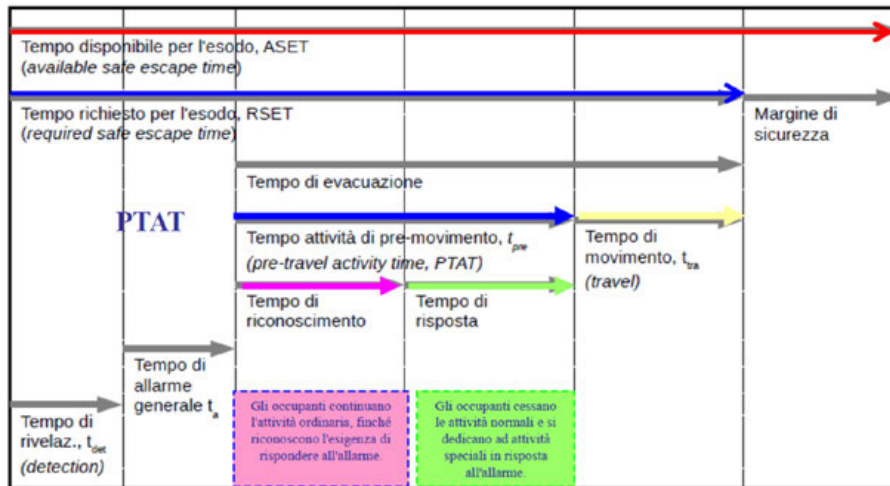 Tempo disponibile per l'esodo, ASET
(available safe escape time)
Tempo richiesto per l'esodo, RSET
(required safe escape time)
Margine di
sicurezza
Tempo di evacuazione
PTAT
Tempo attività di pre-movimento, tpre
(pre-travel activity time, PTAT)
Tempo di
movimento, ttra
(travel)
Tempo di
riconoscimento
Tempo di
risposta
Tempo di
allarme
generale ta
Gli occupanti continuano
l'attività ordinaria, finché
riconoscono l'esigenza di
rispondere all'allarme.
Gli occupanti cessano
le attività normali e si
dedicano ad attività
speciali in risposta
all'allarme.
Tempo di
rivelaz., tdet
(detection)